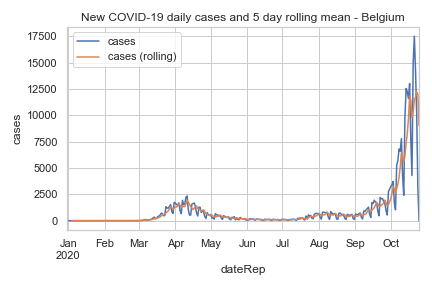 New COVID-19 daily cases and 5 day rolling mean - Belgium
cases
cases (rolling)
17500
15000
12500
10000
7500
5000
2500
0
cases
Jan Feb Mar Apr May Jun Jul Aug Sep Oct
2020
dateRep